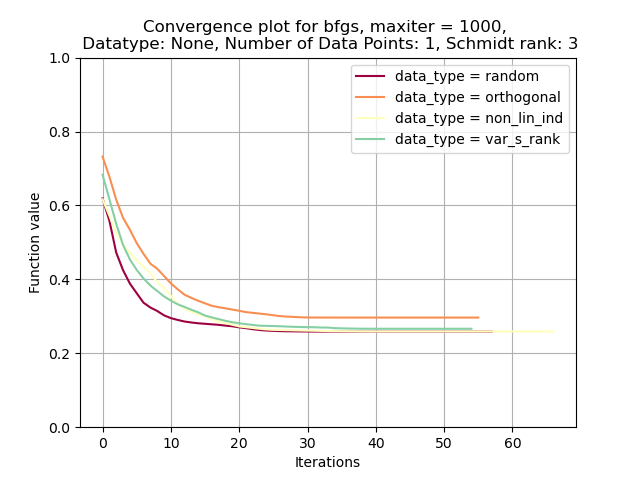 Convergence plot for bfgs, maxiter = 1000,
Datatype: None, Number of Data Points: 1, Schmidt rank: 3
1.0
0.8
0.6
0.4
0.2
0.0
Function value
data_type = random
data_type = orthogonal
data_type = non_lin_ind
data_type = var_s_rank
0 10 20 30 40 50 60
Iterations